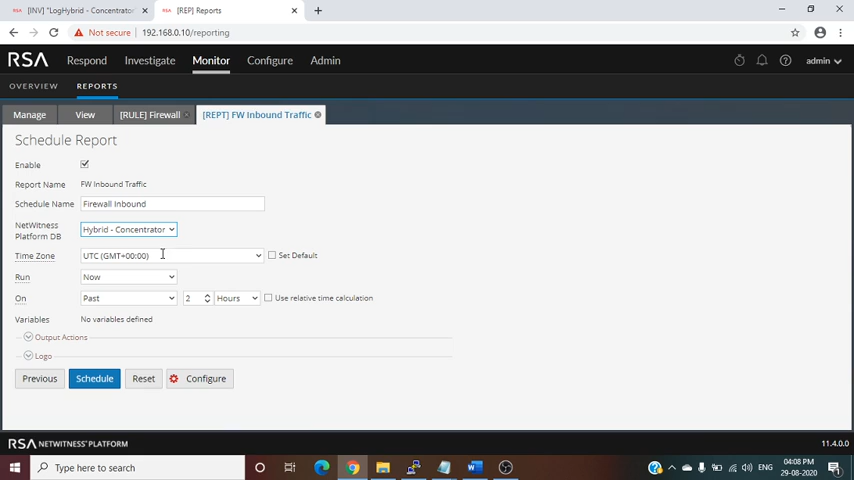 [INV] "LogHybrid - Concentrator"
[REP] Reports
Not secure 192.168.0.10/reporting
RSA Respond Investigate Monitor Configure Admin admin
OVERVIEW REPORTS
Manage View [RULE] Firewall [REPT] FW Inbound Traffic
Schedule Report
Enable
Report Name FW Inbound Traffic
Schedule Name Firewall Inbound
NetWitness Platform DB Hybrid - Concentrator
Time Zone UTC (GMT+00:00) Set Default
Run Now
On Past 2 Hours Use relative time calculation
Variables No variables defined
Output Actions
Logo
Previous Schedule Reset Configure
RSA NETWITNESS PLATFORM 11.4.0.0
Type here to search ENG 04:08 PM
29-08-2020